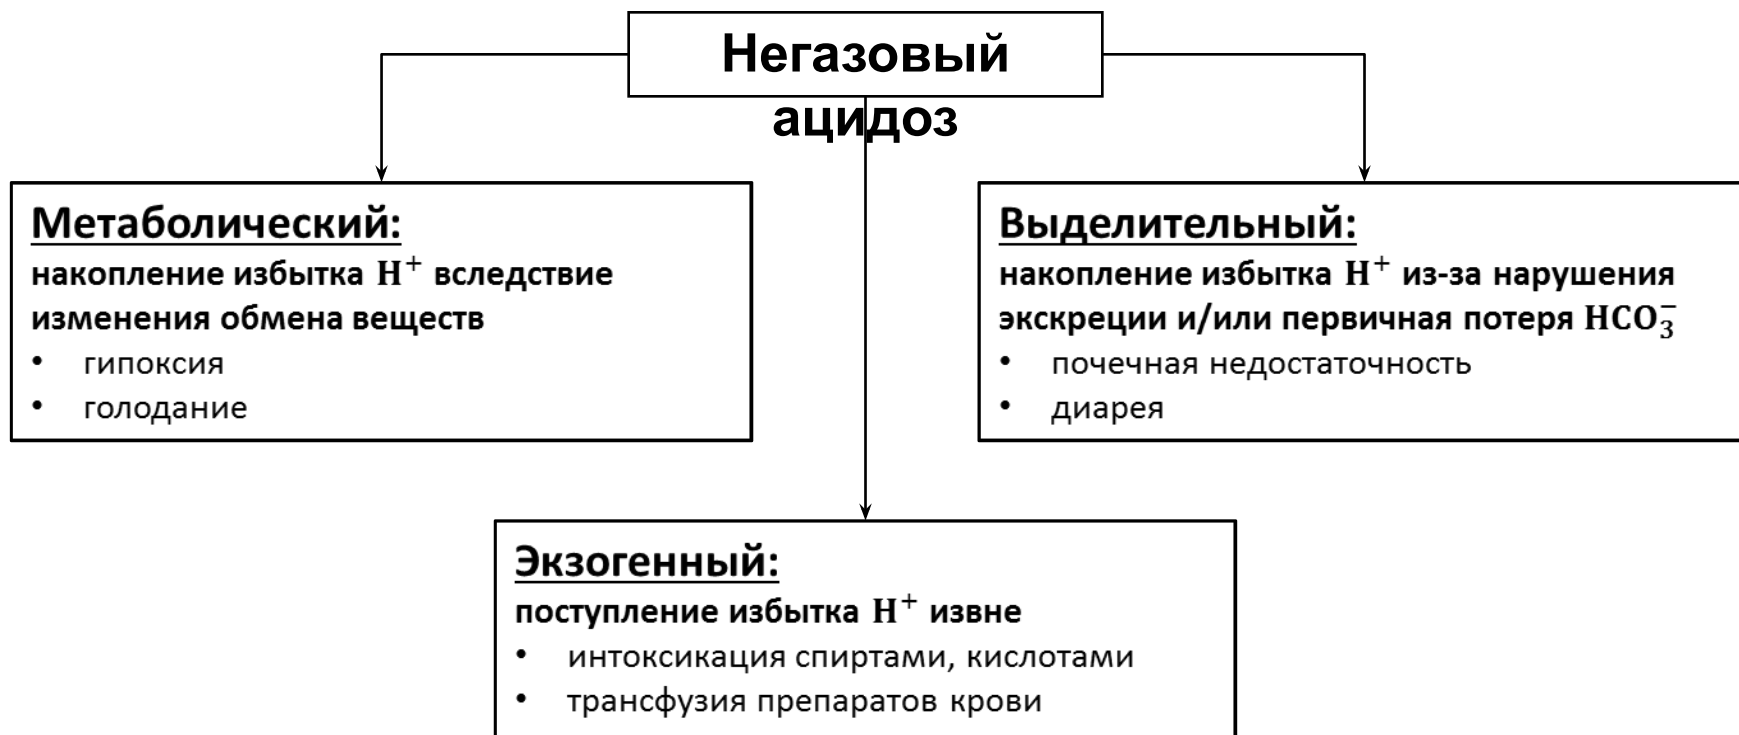 Негазовый
ацидоз
Метаболический:
накопление избытка H⁺ вследствие
изменения обмена веществ
• гипоксия
• голодание
Выделительный:
накопление избытка H⁺ из-за нарушения
экскреции и/или первичная потеря HCO₃⁻
• почечная недостаточность
• диарея
Экзогенный:
поступление избытка H⁺ извне
• интоксикация спиртами, кислотами
• трансфузия препаратов крови